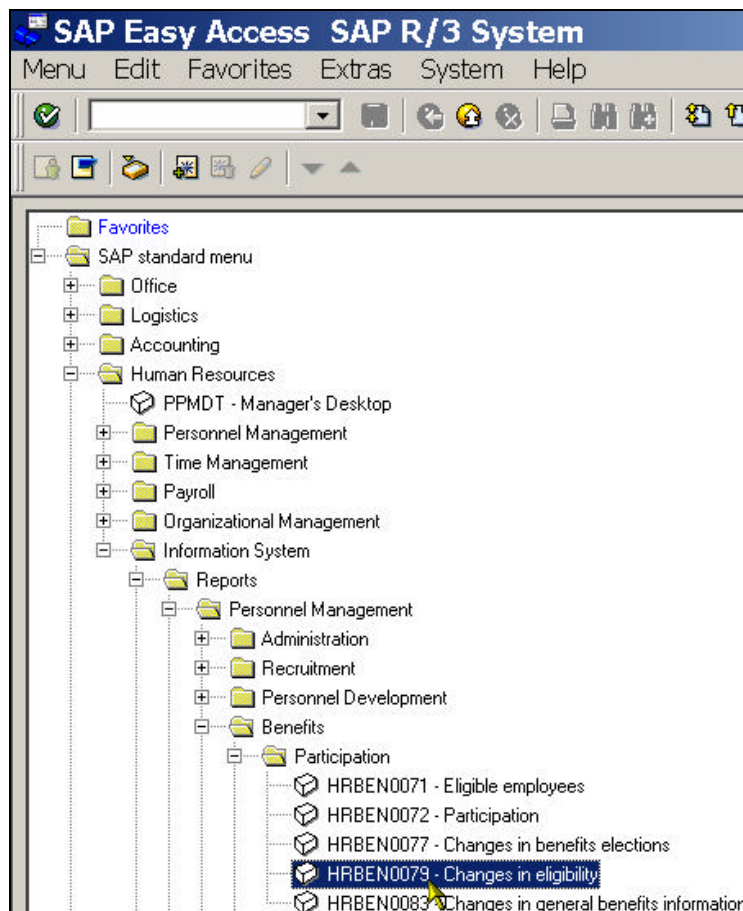 SAP Easy Access SAP R/3 System
Menu Edit Favorites Extras System Help
Favorites
SAP standard menu
Office
Logistics
Accounting
Human Resources
PPMDT - Manager's Desktop
Personnel Management
Time Management
Payroll
Organizational Management
Information System
Reports
Personnel Management
Administration
Recruitment
Personnel Development
Benefits
Participation
HRBEN0071 - Eligible employees
HRBEN0072 - Participation
HRBEN0077 - Changes in benefits elections
HRBEN0079 - Changes in eligibility
HRBEN0083 - Changes in general benefits information